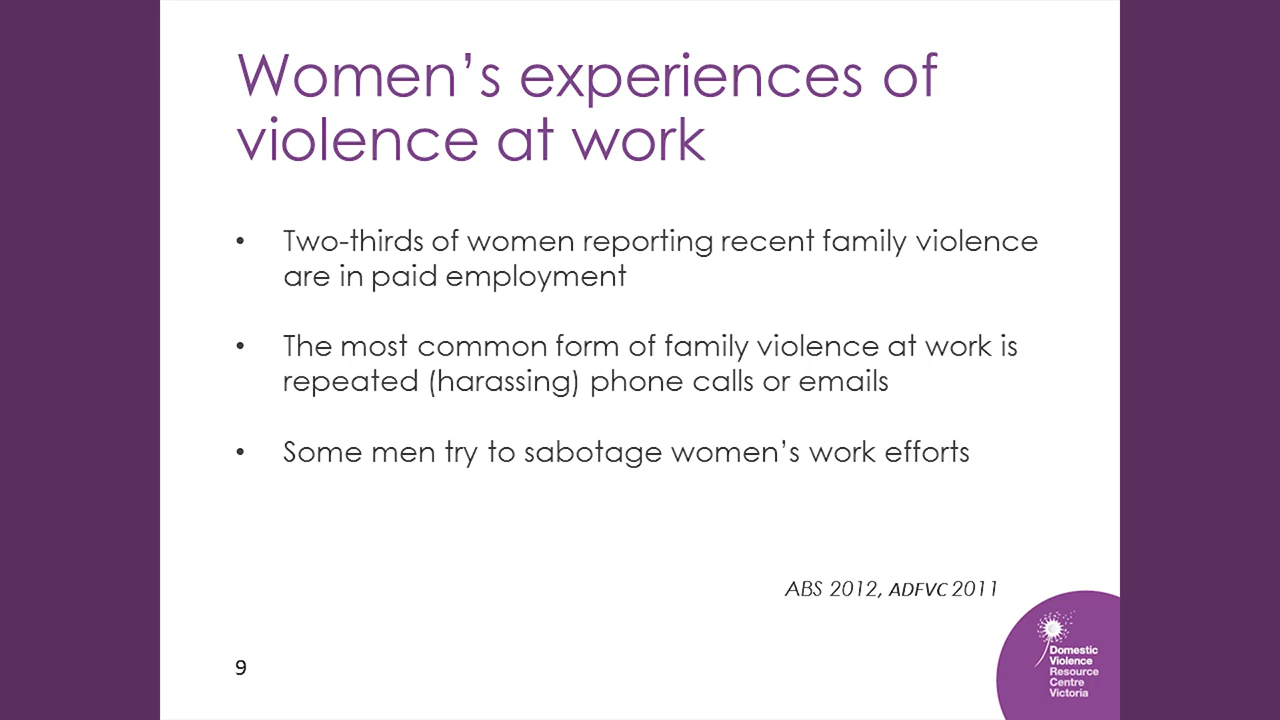 Women’s experiences of
violence at work
• Two-thirds of women reporting recent family violence
are in paid employment
• The most common form of family violence at work is
repeated (harassing) phone calls or emails
• Some men try to sabotage women’s work efforts
ABS 2012, ADFVC 2011
9
Domestic
Violence
Resource
Centre
Victoria